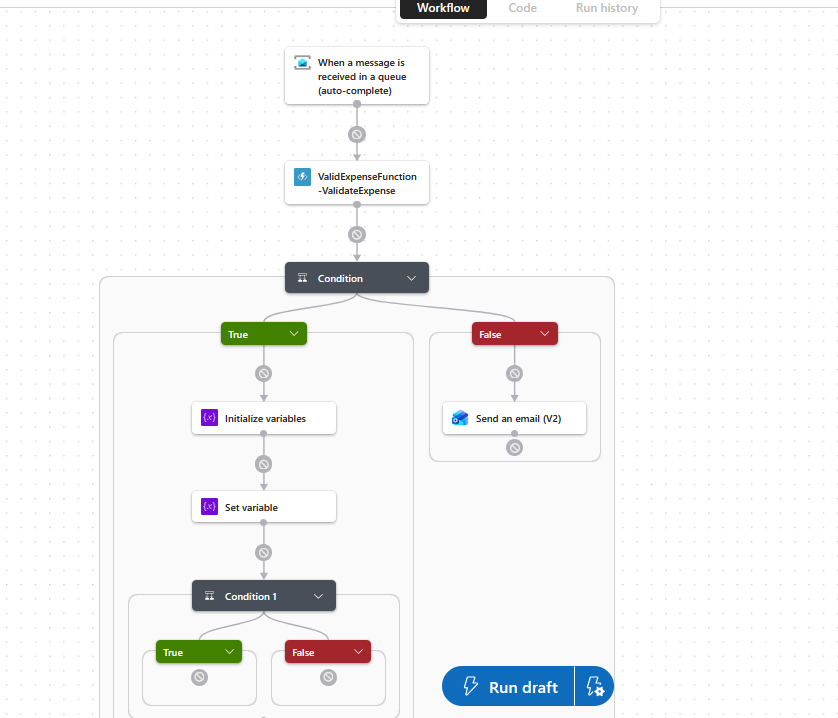 Workflow
Code
Run history
When a message is
received in a queue
(auto-complete)
ValidExpenseFunction
-ValidateExpense
Condition
True
False
Initialize variables
Send an email (V2)
Set variable
Condition 1
True
False
Run draft